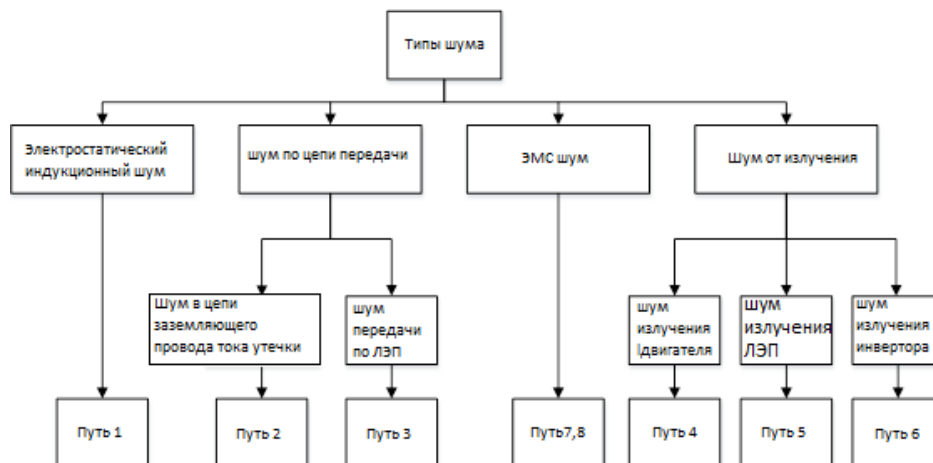 Типы шума
Электростатический
индукционный шум
шум по цепи передачи
ЭМС шум
Шум от излучения
Шум в цепи
заземляющего
провода тока утечки
шум
передачи
по ЛЭП
шум
излучения
Iдвигателя
шум
излучения
ЛЭП
шум
излучения
инвертора
Путь 1
Путь 2
Путь 3
Путь7,8
Путь 4
Путь 5
Путь 6